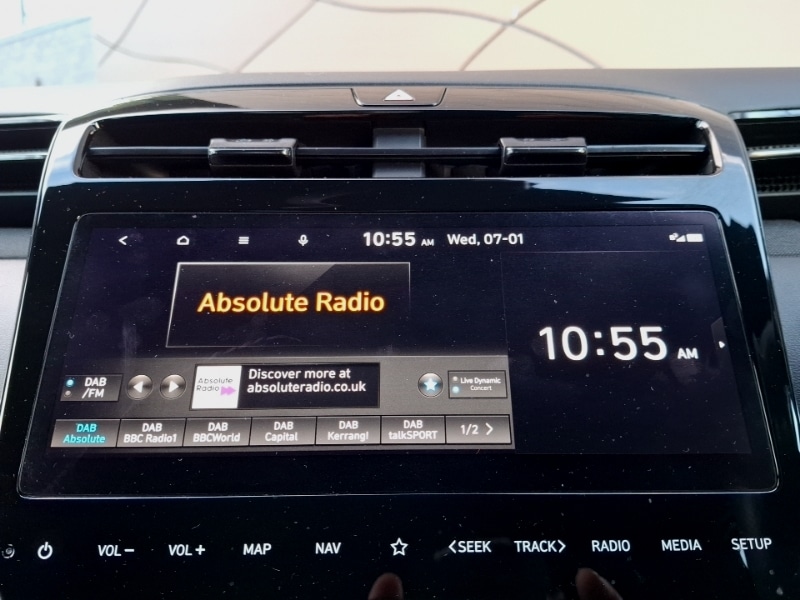 10:55 AM Wed, 07-01
Absolute Radio
10:55 AM
DAB
/FM
Absolute
Radio
Discover more at
absoluteradio.co.uk
Live Dynamic
Concert
DAB
Absolute
DAB
BBC Radio1
DAB
BBCWorld
DAB
Capital
DAB
Kerrang!
DAB
talkSPORT
1/2 >
VOL− VOL+ MAP NAV <SEEK TRACK> RADIO MEDIA SETUP